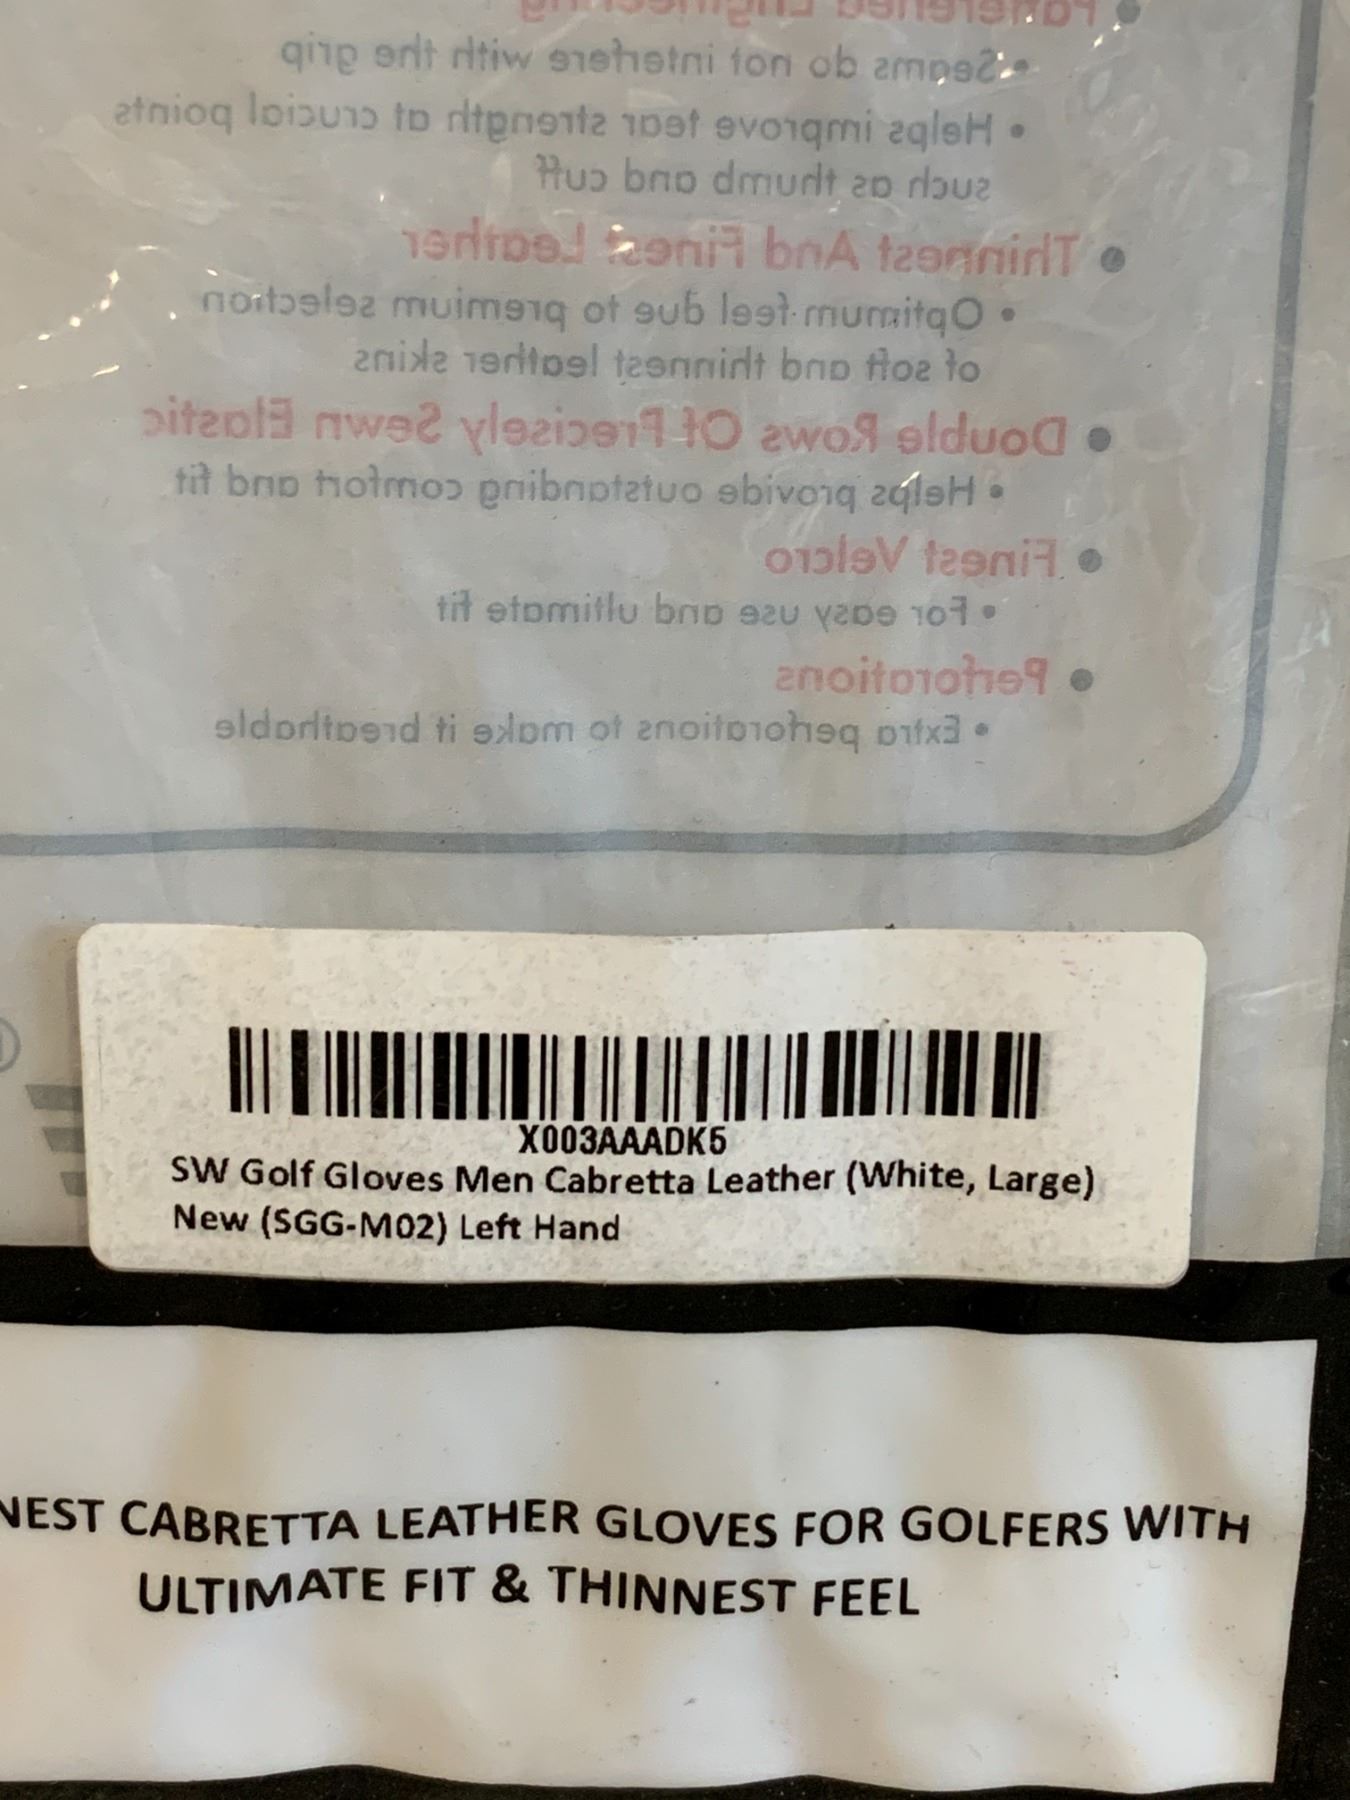 Patterned Engineering
• Seams do not interfere with the grip
• Helps improve tear strength at crucial points
such as thumb and cuff
• Thinnest And Finest Leather
• Optimum feel due to premium selection
of soft and thinnest leather skins
• Double Rows Of Precisely Sewn Elastic
• Helps provide outstanding comfort and fit
• Finest Velcro
• For easy use and ultimate fit
• Perforations
• Extra perforations to make it breathable
®
X003AAADK5
SW Golf Gloves Men Cabretta Leather (White, Large)
New (SGG-M02) Left Hand
NEST CABRETTA LEATHER GLOVES FOR GOLFERS WITH
ULTIMATE FIT & THINNEST FEEL